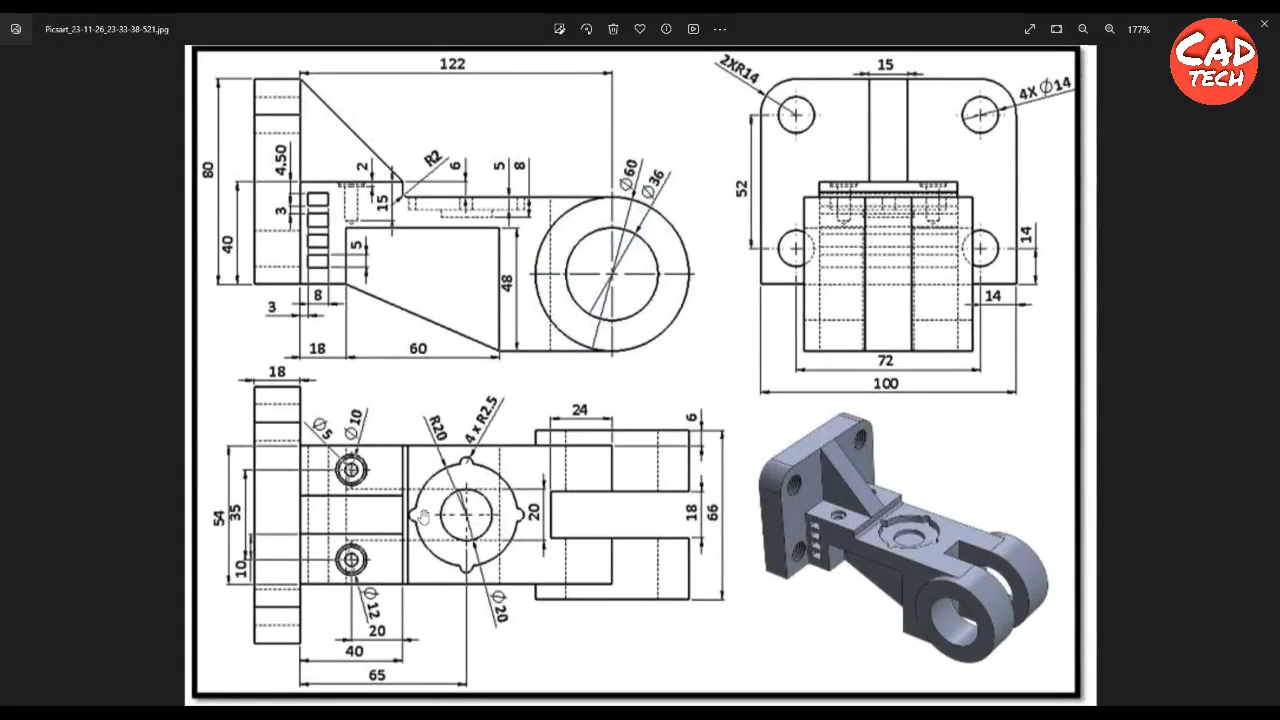 Picsart_23-11-26_23-33-38-521.jpg
177%
CAD
TECH
122
2XR14
15
4X Ø14
80
4.50
2
R2
6
5
8
Ø60
Ø36
52
3
15
40
5
14
8
48
3
14
18
60
72
100
18
Ø5
Ø10
R20
4 x R2.5
24
6
54
35
20
18
66
10
Ø12
Ø20
20
40
65